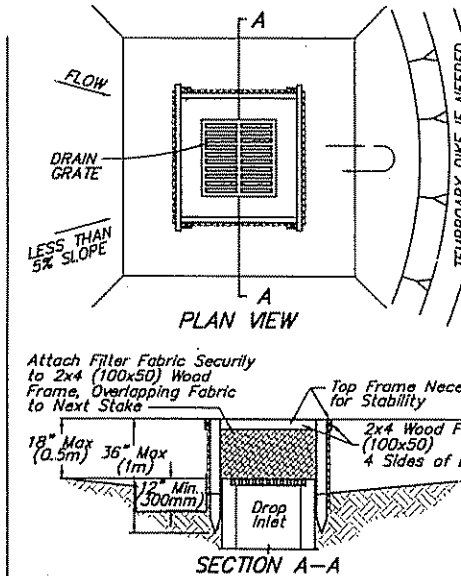 A
FLOW
DRAIN
GRATE
LESS THAN
5% SLOPE
TEMPORARY DIKE IF NEEDED
A
PLAN VIEW
Attach Filter Fabric Securily
to 2x4 (100x50) Wood
Frame, Overlapping Fabric
to Next Stake
Top Frame
for Stability
2x4 Wood
(100x50)
4 Sides of
18" Max
(0.5m)
36" Max
(1m)
12" Min.
300mm)
Drop
Inlet
SECTION A-A